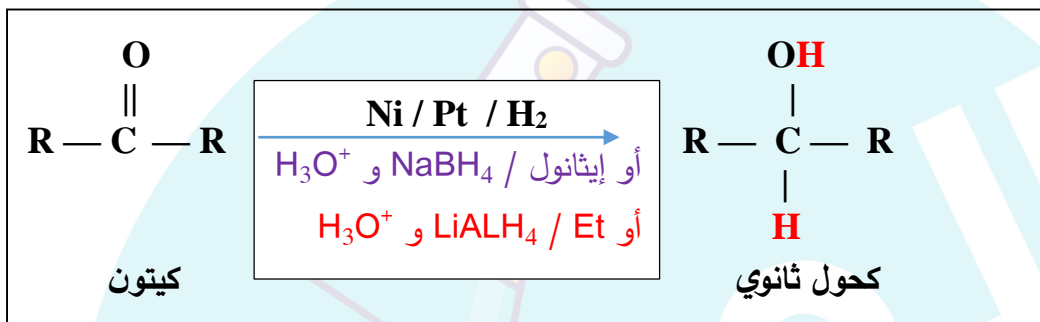 O OH
|| |
R — C — R Ni / Pt / H₂ R — C — R
أو إيثانول / NaBH₄ و H₃O⁺
|
أو LiALH₄ / Et و H₃O⁺ H
كيتون كحول ثانوي